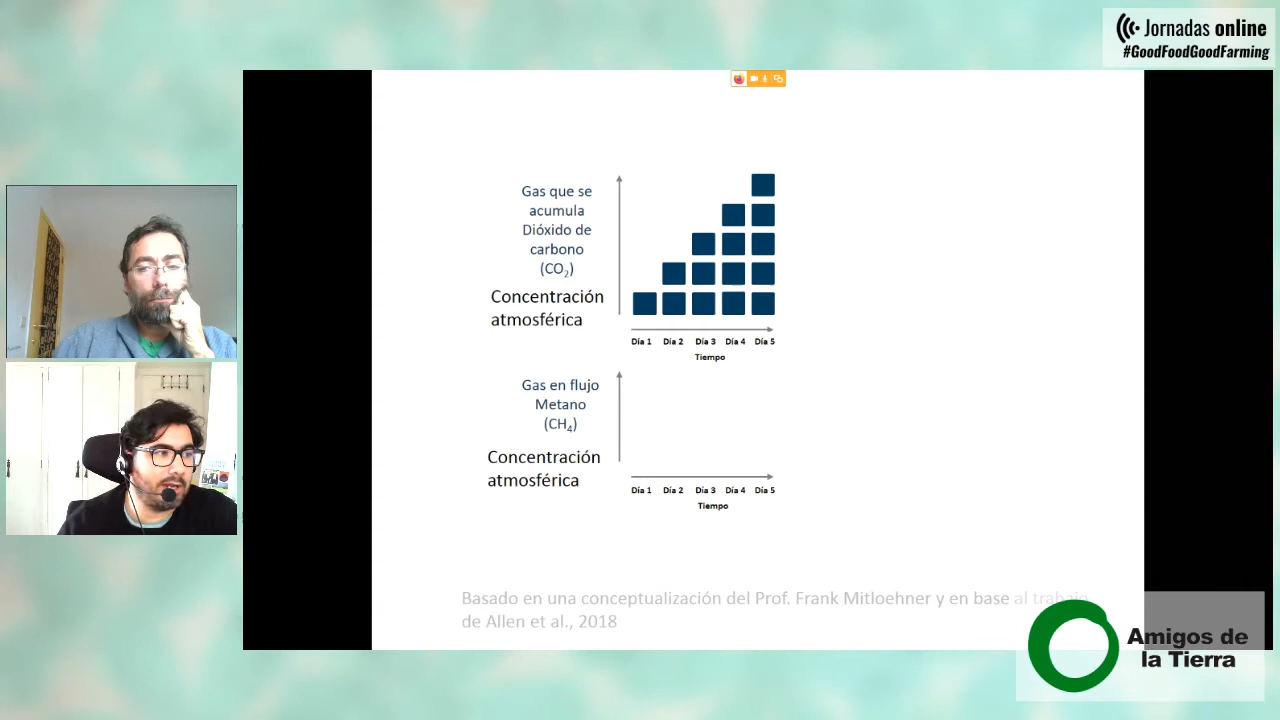 Jornadas online
#GoodFoodGoodFarming
Gas que se
acumula
Dióxido de
carbono
(CO₂)
Concentración
atmosférica
Día 1 Día 2 Día 3 Día 4 Día 5
Tiempo
Gas en flujo
Metano
(CH₄)
Concentración
atmosférica
Día 1 Día 2 Día 3 Día 4 Día 5
Tiempo
Basado en una conceptualización del Prof. Frank Mitloehner y en base al trabajo
de Allen et al., 2018
Amigos de
la Tierra